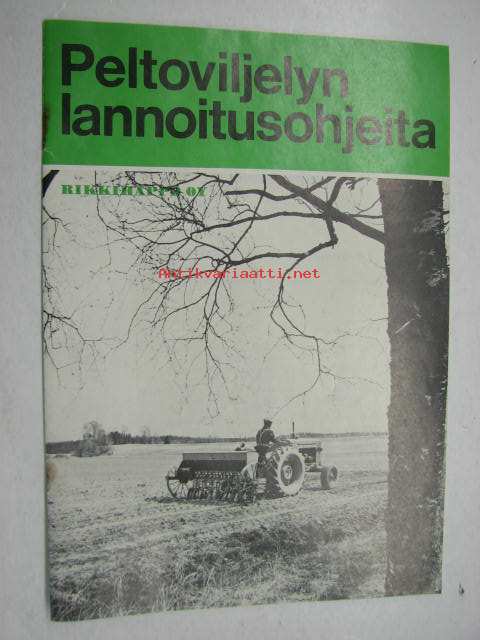 Peltoviljelyn
lannoitusohjeita
RIKKIHAPPO OY
Antikvariaatti.net